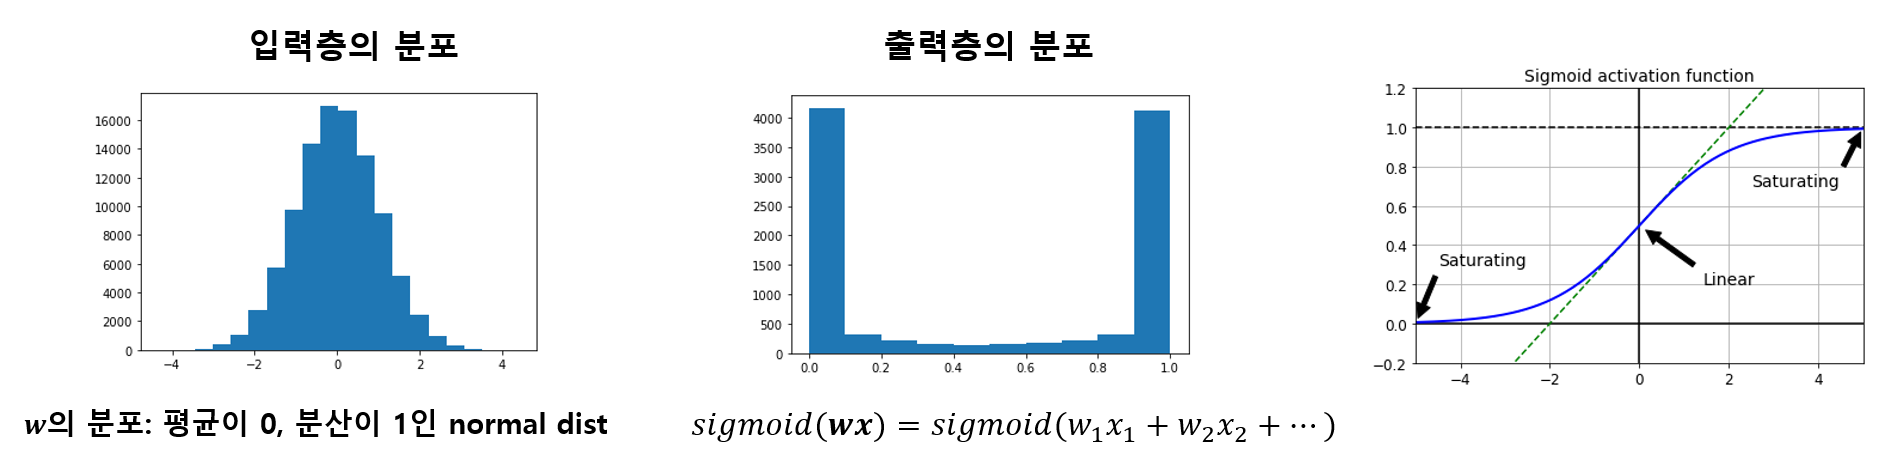 입력층의 분포
16000
14000
12000
10000
8000
6000
4000
2000
0
−4 −2 0 2 4
w의 분포: 평균이 0, 분산이 1인 normal dist
출력층의 분포
4000
3500
3000
2500
2000
1500
1000
500
0
0.0 0.2 0.4 0.6 0.8 1.0
sigmoid(wx) = sigmoid(w₁x₁ + w₂x₂ + ⋯ )
Sigmoid activation function
1.2
1.0
0.8
0.6
0.4
0.2
0.0
−0.2
Saturating
Saturating
Linear
−4 −2 0 2 4